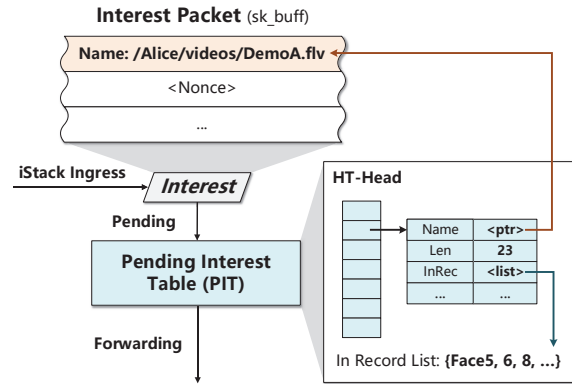 Interest Packet (sk_buff)
Name: /Alice/videos/DemoA.flv
<Nonce>
...
iStack Ingress
Interest
HT-Head
Pending
Name <ptr>
Len 23
InRec <list>
... ...
Pending Interest
Table (PIT)
Forwarding
In Record List: {Face5, 6, 8, ...}